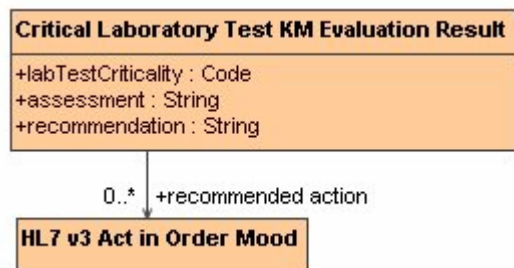 Critical Laboratory Test KM Evaluation Result
+labTestCriticality : Code
+assessment : String
+recommendation : String
0..* +recommended action
HL7 v3 Act in Order Mood